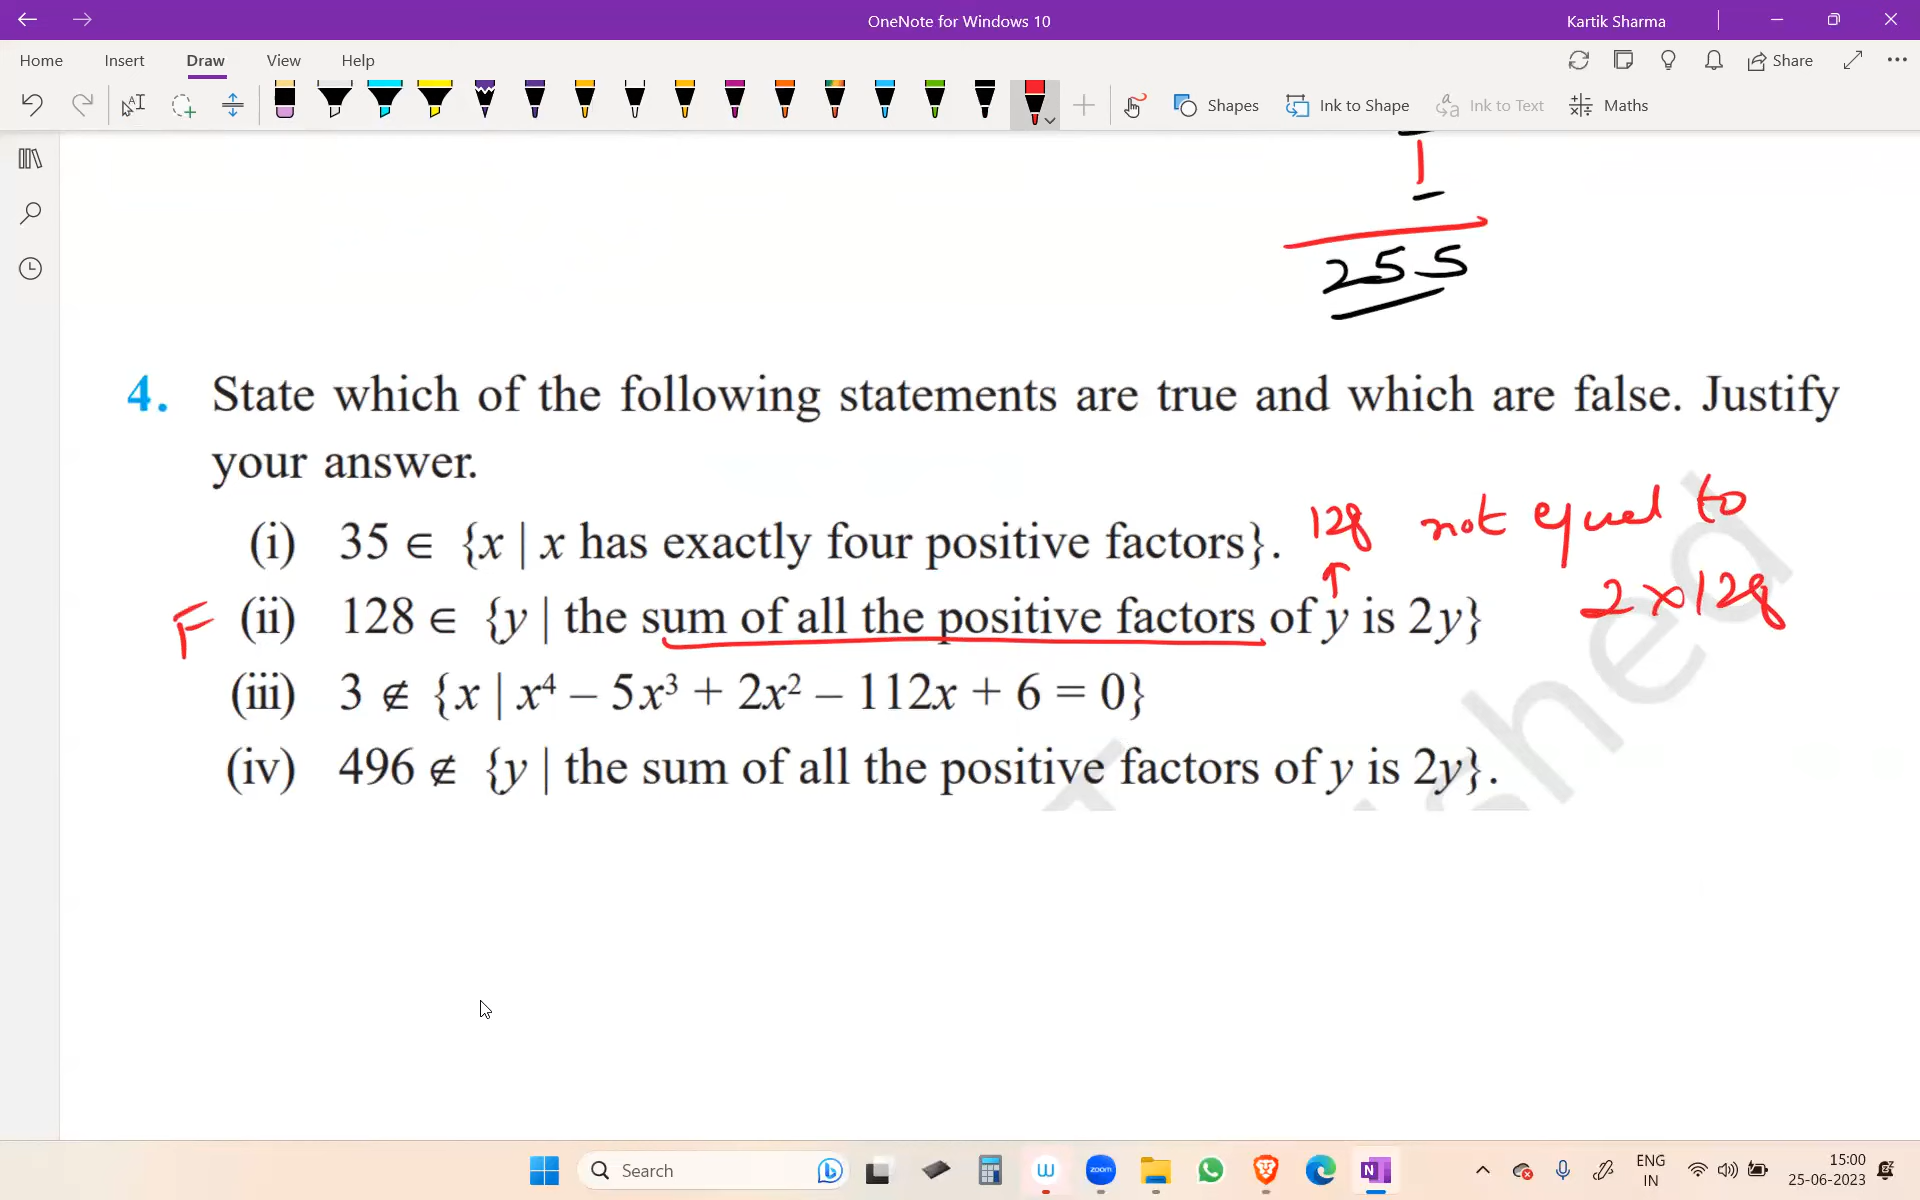 OneNote for Windows 10
Kartik Sharma
Home Insert Draw View Help
Share
Shapes Ink to Shape Ink to Text Maths
1
255
4. State which of the following statements are true and which are false. Justify
your answer.
(i) 35 ∈ {x | x has exactly four positive factors}.
128 not equal to
2 × 128
F (ii) 128 ∈ {y | the sum of all the positive factors of y is 2y}
(iii) 3 ∉ {x | x⁴ – 5x³ + 2x² – 112x + 6 = 0}
(iv) 496 ∉ {y | the sum of all the positive factors of y is 2y}.
Search
zoom
ENG
IN
15:00
25-06-2023